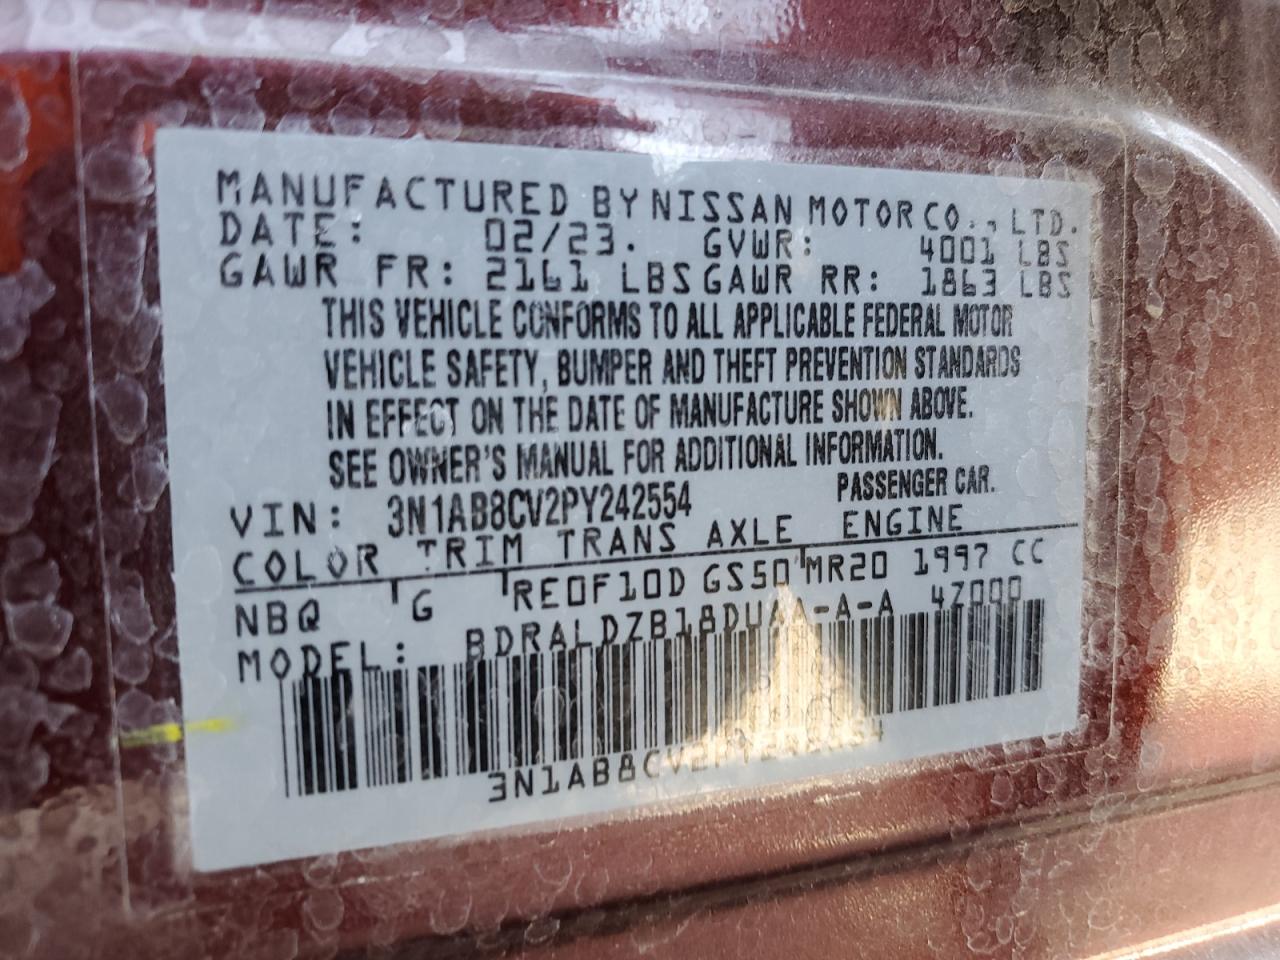 MANUFACTURED BY NISSAN MOTOR CO., LTD.
DATE: 02/23. GVWR: 4001 LBS
GAWR FR: 2161 LBS GAWR RR: 1863 LBS
THIS VEHICLE CONFORMS TO ALL APPLICABLE FEDERAL MOTOR
VEHICLE SAFETY, BUMPER AND THEFT PREVENTION STANDARDS
IN EFFECT ON THE DATE OF MANUFACTURE SHOWN ABOVE.
SEE OWNER'S MANUAL FOR ADDITIONAL INFORMATION.
VIN: 3N1AB8CV2PY242554 PASSENGER CAR.
COLOR TRIM TRANS AXLE ENGINE
NBQ G RE0F10D GS50 MR20 1997 CC
MODEL: BDRALDZB18DUAA-A-A 47000